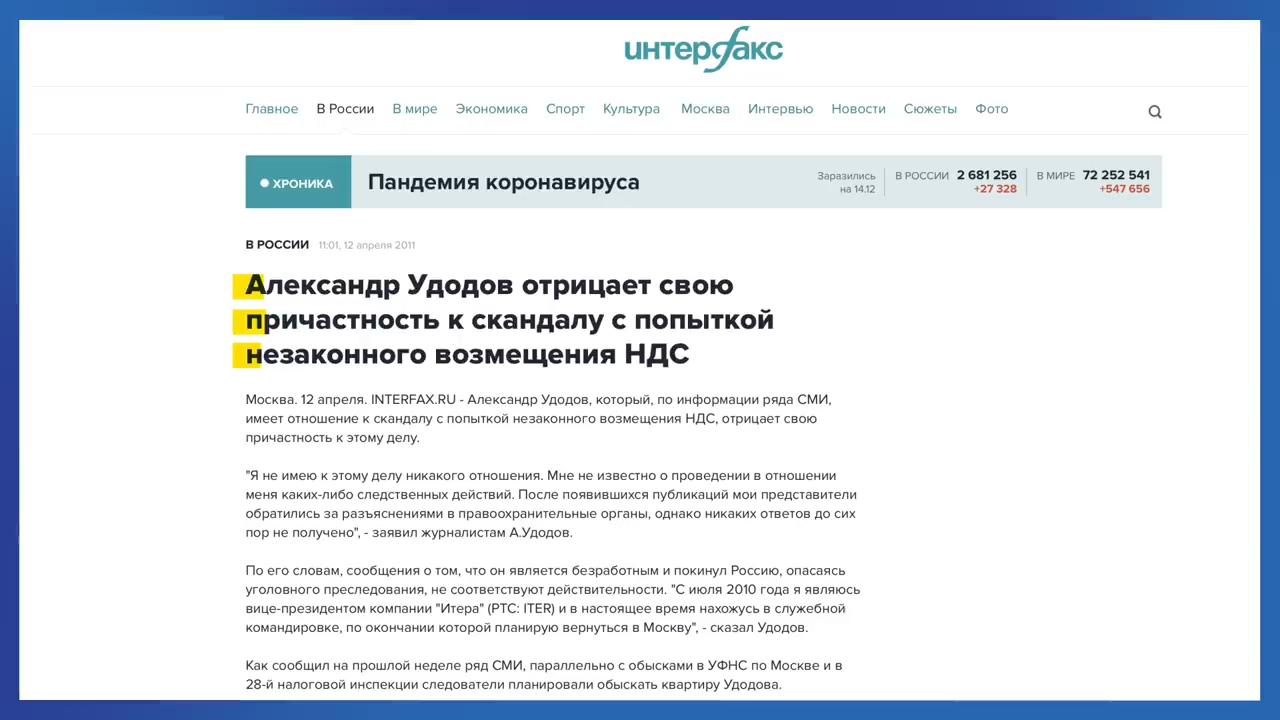 интерфакс
Главное В России В мире Экономика Спорт Культура Москва Интервью Новости Сюжеты Фото
ХРОНИКА Пандемия коронавируса Заразились на 14.12 В РОССИИ 2 681 256 +27 328 В МИРЕ 72 252 541 +547 656
В РОССИИ 11:01, 12 апреля 2011
Александр Удодов отрицает свою
причастность к скандалу с попыткой
незаконного возмещения НДС
Москва. 12 апреля. INTERFAX.RU - Александр Удодов, который, по информации ряда СМИ,
имеет отношение к скандалу с попыткой незаконного возмещения НДС, отрицает свою
причастность к этому делу.
"Я не имею к этому делу никакого отношения. Мне не известно о проведении в отношении
меня каких-либо следственных действий. После появившихся публикаций мои представители
обратились за разъяснениями в правоохранительные органы, однако никаких ответов до сих
пор не получено", - заявил журналистам А.Удодов.
По его словам, сообщения о том, что он является безработным и покинул Россию, опасаясь
уголовного преследования, не соответствуют действительности. "С июля 2010 года я являюсь
вице-президентом компании "Итера" (РТС: ITER) и в настоящее время нахожусь в служебной
командировке, по окончании которой планирую вернуться в Москву", - сказал Удодов.
Как сообщил на прошлой неделе ряд СМИ, параллельно с обысками в УФНС по Москве и в
28-й налоговой инспекции следователи планировали обыскать квартиру Удодова.